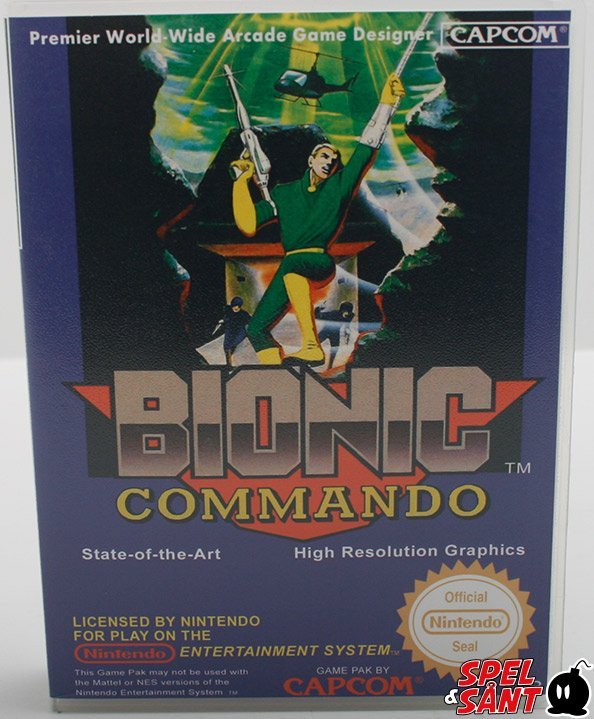 Premier World-Wide Arcade Game Designer CAPCOM®
BIONIC TM
COMMANDO
State-of-the-Art High Resolution Graphics
Official
Nintendo
Seal
LICENSED BY NINTENDO
FOR PLAY ON THE
Nintendo ENTERTAINMENT SYSTEM™
This Game Pak may not be used with
the Mattel or NES versions of the
Nintendo Entertainment System ™
GAME PAK BY
CAPCOM®
SPEL
& SÅNT